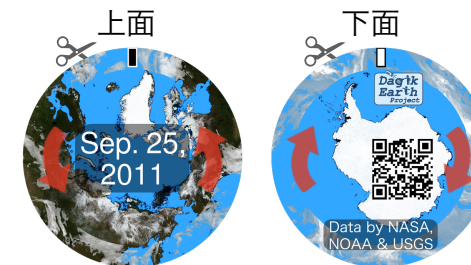 上面
下面
Sep. 25,
2011
Dagik
Earth
Project
Data by NASA,
NOAA & USGS